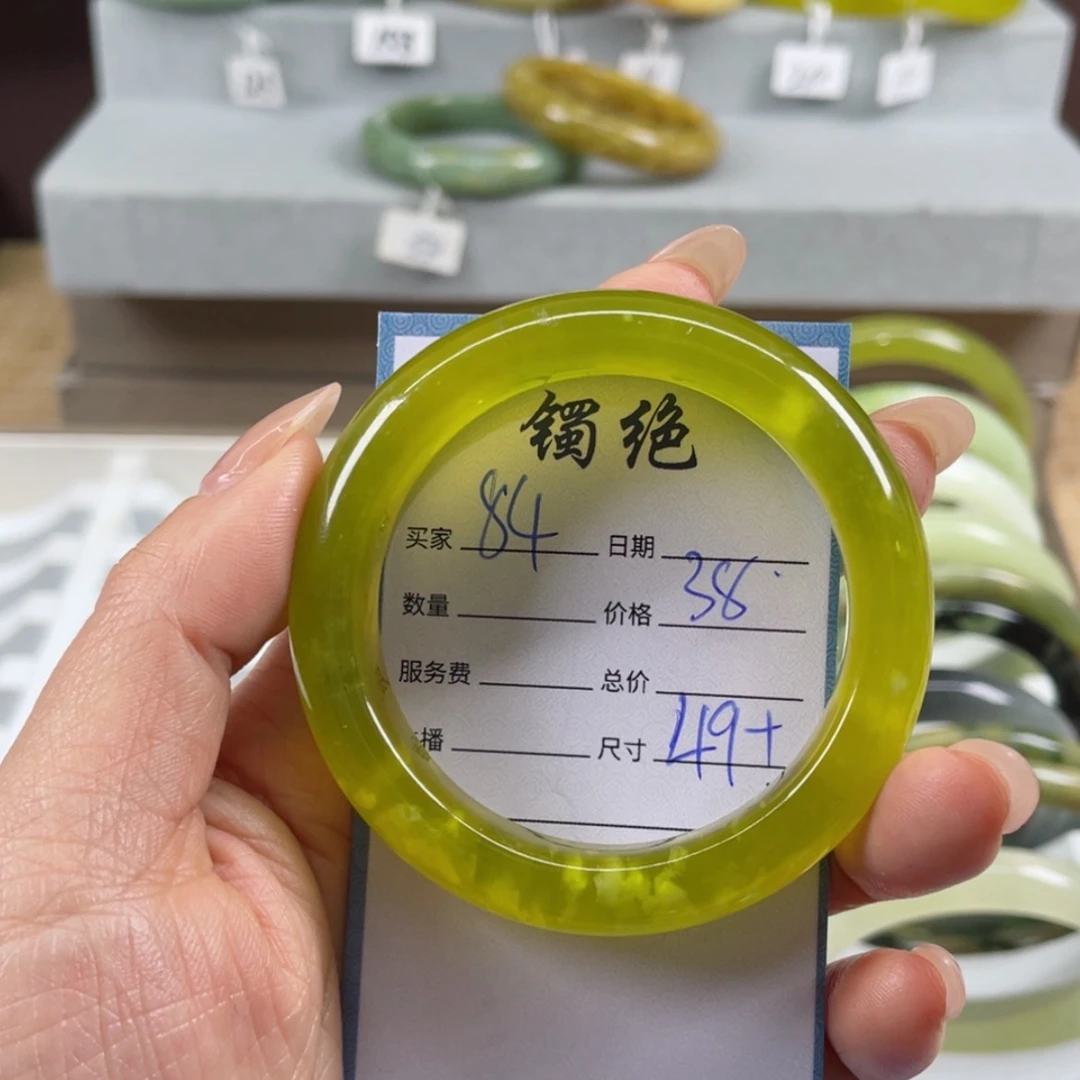 镯绝
买家 84 日期
数量 价格 38
服务费 总价
播 尺寸 49+